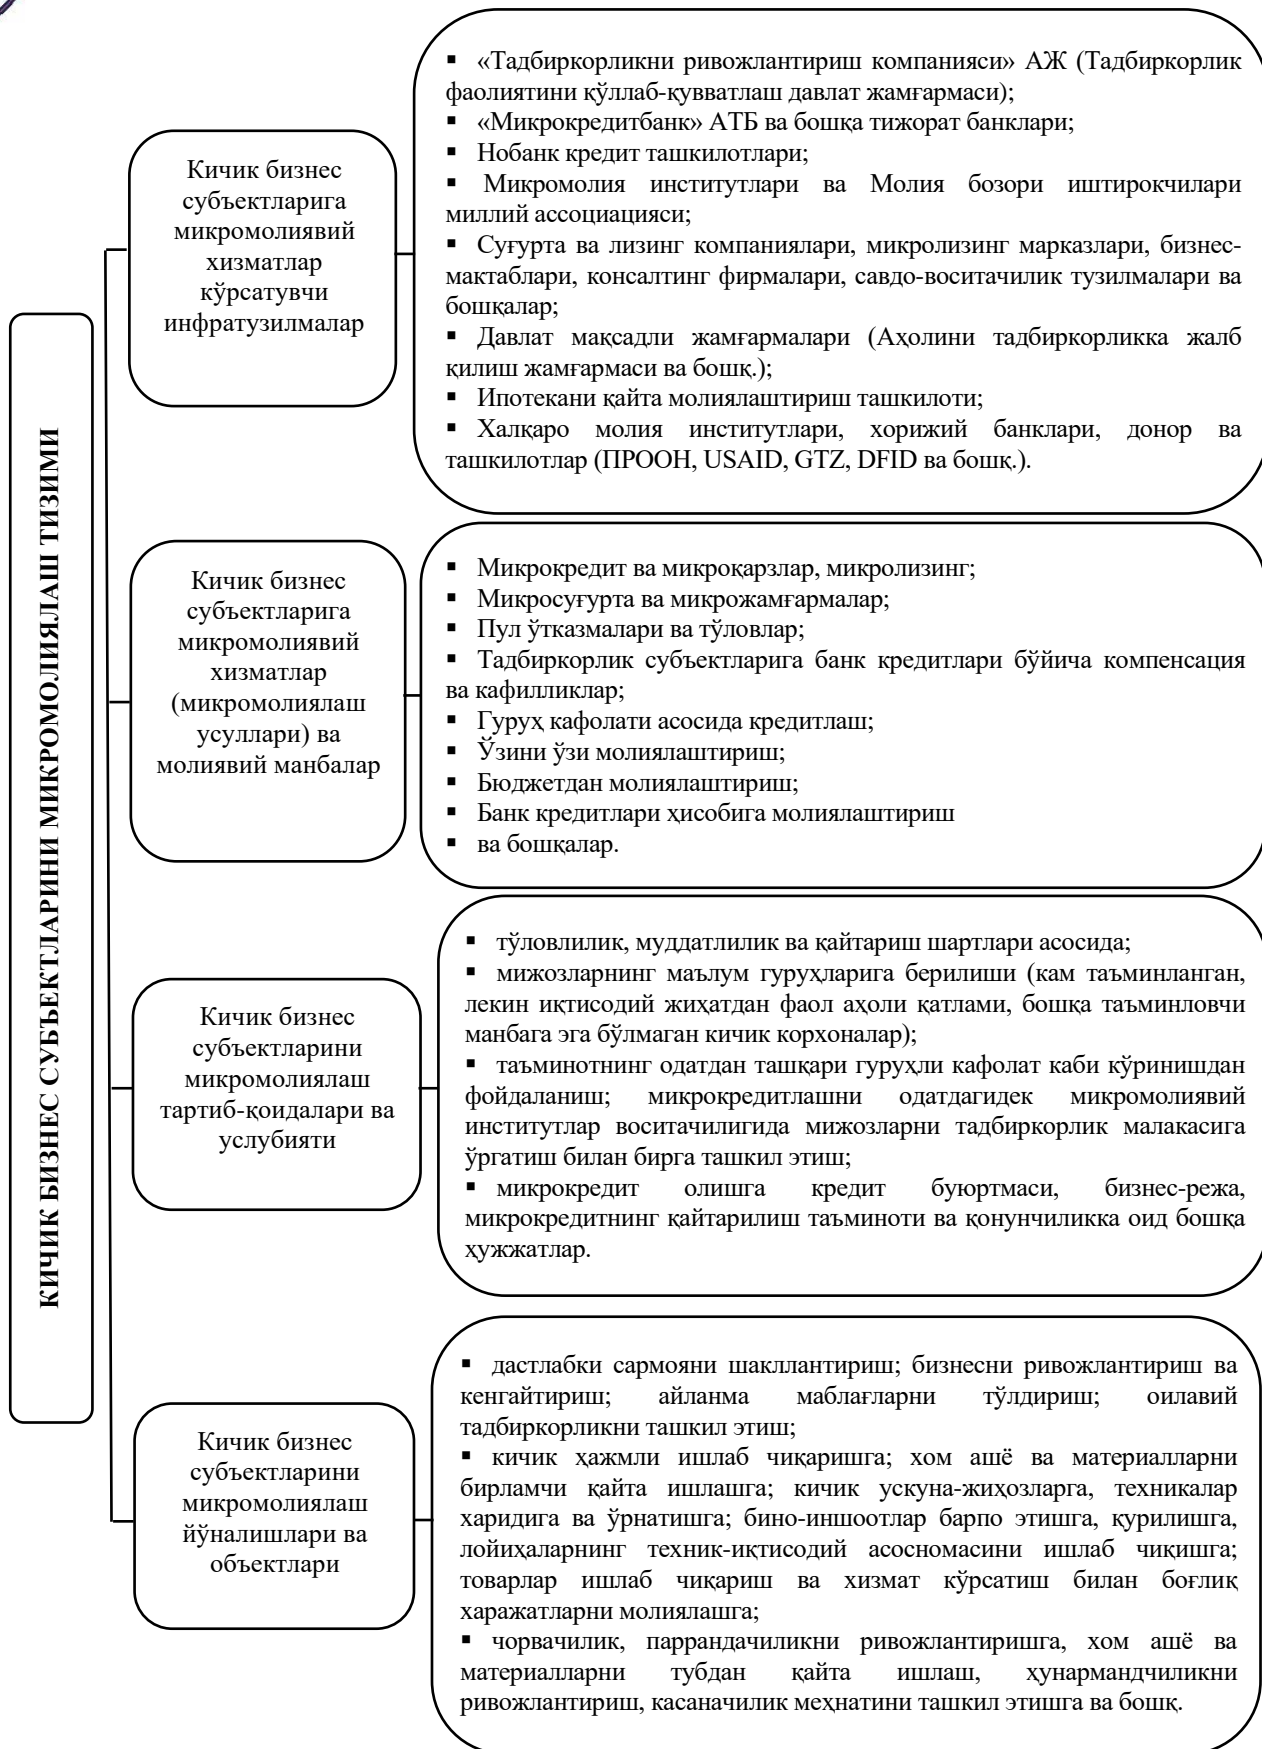 КИЧИК БИЗНЕС СУБЪЕКТЛАРИНИ МИКРОМОЛИЯЛАШ ТИЗИМИ
Кичик бизнес
субъектларига
микромолиявий
хизматлар
кўрсатувчи
инфратузилмалар
▪ «Тадбиркорликни ривожлантириш компанияси» АЖ (Тадбиркорлик
фаолиятини қўллаб-қувватлаш давлат жамғармаси);
▪ «Микрокредитбанк» АТБ ва бошқа тижорат банклари;
▪ Нобанк кредит ташкилотлари;
▪ Микромолия институтлари ва Молия бозори иштирокчилари
миллий ассоциацияси;
▪ Суғурта ва лизинг компаниялари, микролизинг марказлари, бизнес-
мактаблари, консалтинг фирмалари, савдо-воситачилик тузилмалари ва
бошқалар;
▪ Давлат мақсадли жамғармалари (Аҳолини тадбиркорликка жалб
қилиш жамғармаси ва бошқ.);
▪ Ипотекани қайта молиялаштириш ташкилоти;
▪ Халқаро молия институтлари, хорижий банклари, донор ва
ташкилотлар (ПРООН, USAID, GTZ, DFID ва бошқ.).
Кичик бизнес
субъектларига
микромолиявий
хизматлар
(микромолиялаш
усуллари) ва
молиявий манбалар
▪ Микрокредит ва микроқарзлар, микролизинг;
▪ Микросуғурта ва микрожамғармалар;
▪ Пул ўтказмалари ва тўловлар;
▪ Тадбиркорлик субъектларига банк кредитлари бўйича компенсация
ва кафилликлар;
▪ Гуруҳ кафолати асосида кредитлаш;
▪ Ўзини ўзи молиялаштириш;
▪ Бюджетдан молиялаштириш;
▪ Банк кредитлари ҳисобига молиялаштириш
▪ ва бошқалар.
Кичик бизнес
субъектларини
микромолиялаш
тартиб-қоидалари ва
услубияти
▪ тўловлилик, муддатлилик ва қайтариш шартлари асосида;
▪ мижозларнинг маълум гуруҳларига берилиши (кам таъминланган,
лекин иқтисодий жиҳатдан фаол аҳоли қатлами, бошқа таъминловчи
манбага эга бўлмаган кичик корхоналар);
▪ таъминотнинг одатдан ташқари гуруҳли кафолат каби кўринишдан
фойдаланиш; микрокредитлашни одатдагидек микромолиявий
институтлар воситачилигида мижозларни тадбиркорлик малакасига
ўргатиш билан бирга ташкил этиш;
▪ микрокредит олишга кредит буюртмаси, бизнес-режа,
микрокредитнинг қайтарилиш таъминоти ва қонунчиликка оид бошқа
ҳужжатлар.
Кичик бизнес
субъектларини
микромолиялаш
йўналишлари ва
объектлари
▪ дастлабки сармояни шакллантириш; бизнесни ривожлантириш ва
кенгайтириш; айланма маблағларни тўлдириш; оилавий
тадбиркорликни ташкил этиш;
▪ кичик ҳажмли ишлаб чиқаришга; хом ашё ва материалларни
бирламчи қайта ишлашга; кичик ускуна-жиҳозларга, техникалар
харидига ва ўрнатишга; бино-иншоотлар барпо этишга, қурилишга,
лойиҳаларнинг техник-иқтисодий асосномасини ишлаб чиқишга;
товарлар ишлаб чиқариш ва хизмат кўрсатиш билан боғлиқ
харажатларни молиялашга;
▪ чорвачилик, паррандачиликни ривожлантиришга, хом ашё ва
материалларни тубдан қайта ишлаш, ҳунармандчиликни
ривожлантириш, касаначилик меҳнатини ташкил этишга ва бошқ.